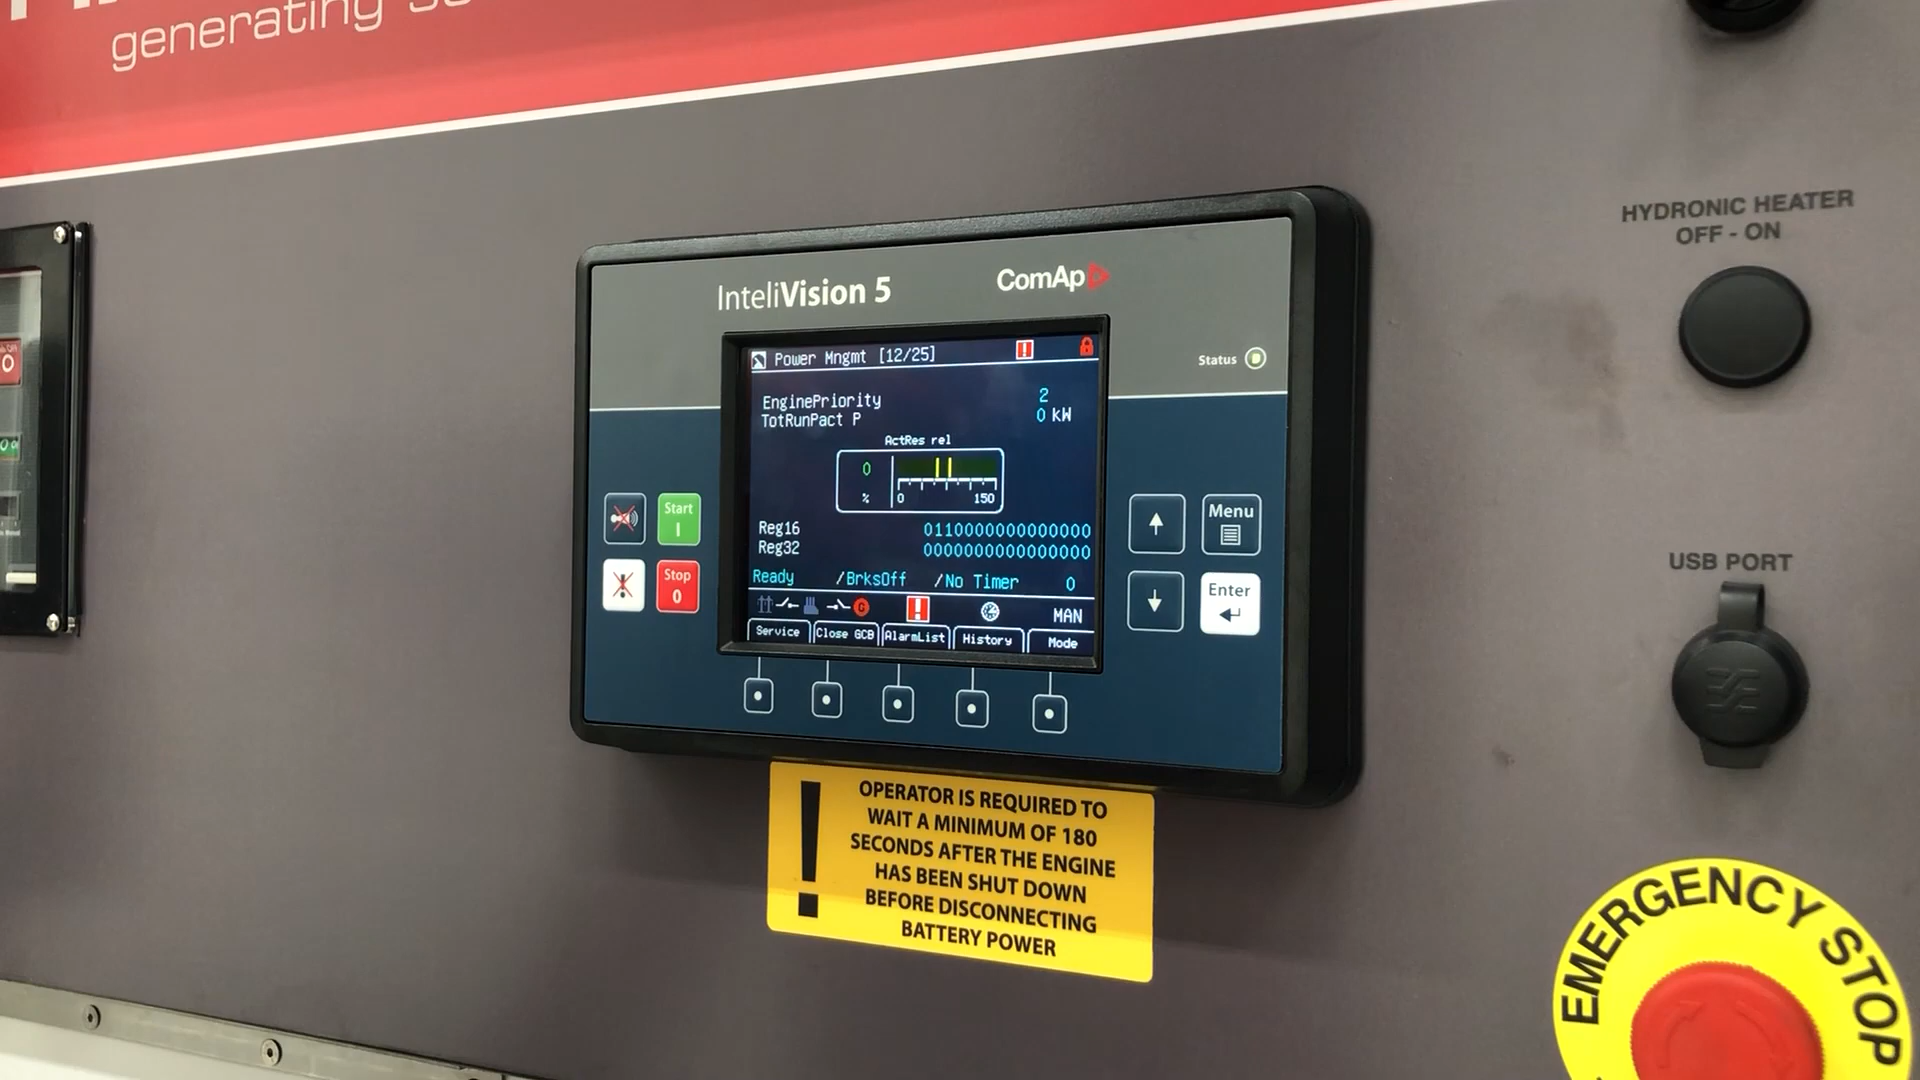 generating
InteliVision 5
ComAp
Status
Power Mngmt [12/25]
EnginePriority 2
TotRunPact P 0 kW
ActRes rel
0
%
0 150
Reg16 0110000000000000
Reg32 0000000000000000
Ready /BrksOff /No Timer 0
MAN
Service Close GCB AlarmList History Mode
Start
I
Stop
0
Menu
Enter
OPERATOR IS REQUIRED TO
WAIT A MINIMUM OF 180
SECONDS AFTER THE ENGINE
HAS BEEN SHUT DOWN
BEFORE DISCONNECTING
BATTERY POWER
HYDRONIC HEATER
OFF - ON
USB PORT
EMERGENCY STOP